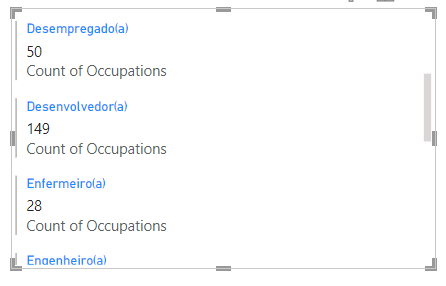 Desempregado(a)
50
Count of Occupations
Desenvolvedor(a)
149
Count of Occupations
Enfermeiro(a)
28
Count of Occupations
Engenheiro(a)